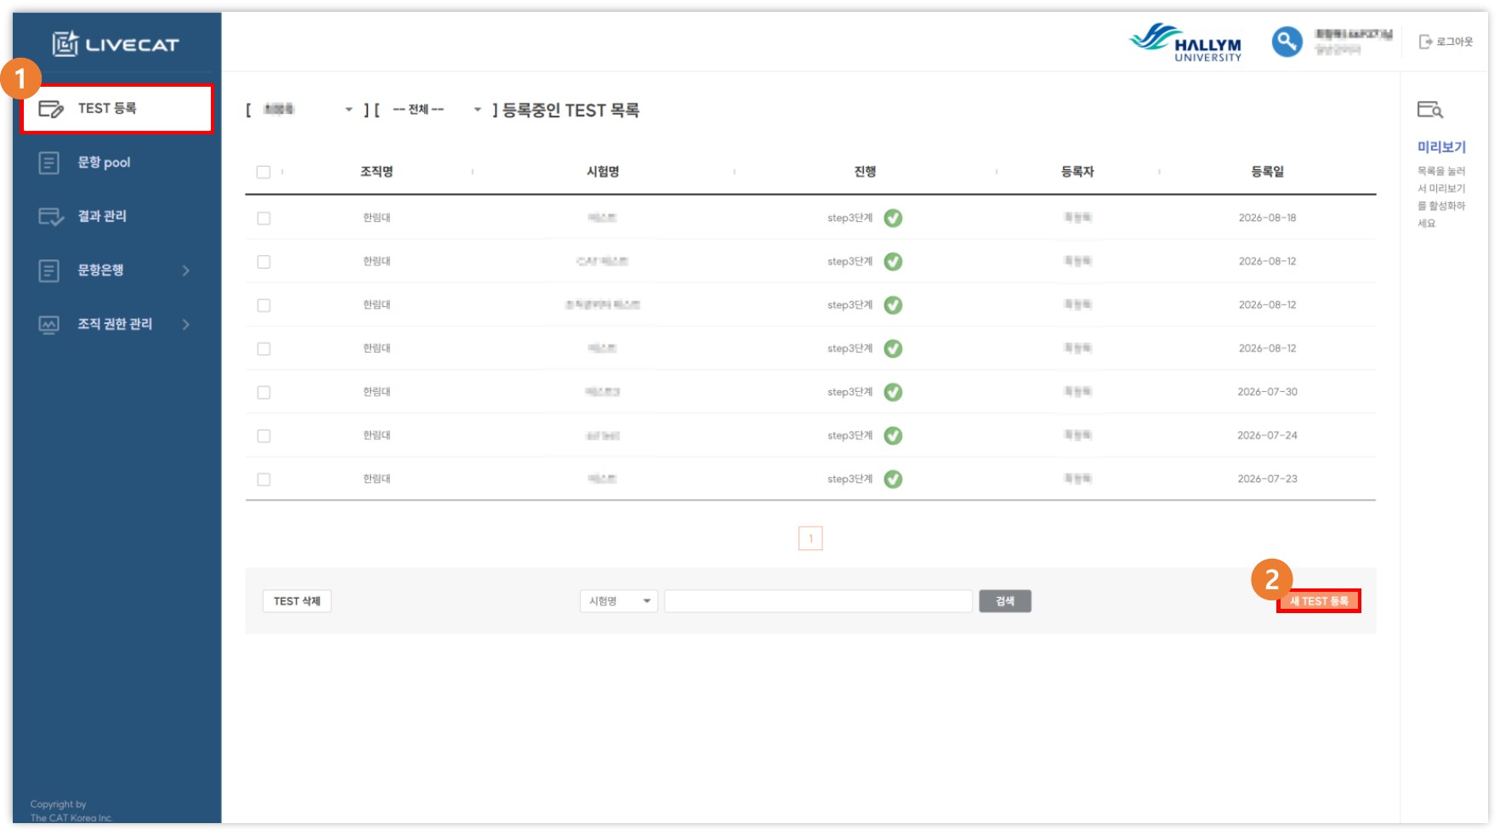 LIVECAT
HALLYM
UNIVERSITY
로그아웃
1
TEST 등록
문항 pool
결과 관리
문항은행
조직 권한 관리
[ ] [ -- 전체 -- ] 등록중인 TEST 목록
조직명 시험명 진행 등록자 등록일
한림대 step3단계 2026-08-18
한림대 step3단계 2026-08-12
한림대 step3단계 2026-08-12
한림대 step3단계 2026-08-12
한림대 step3단계 2026-07-30
한림대 step3단계 2026-07-24
한림대 step3단계 2026-07-23
1
TEST 삭제 시험명 검색 새 TEST 등록
2
미리보기
목록을 눌러
서 미리보기
를 활성화하
세요
Copyright by
The CAT Korea Inc.